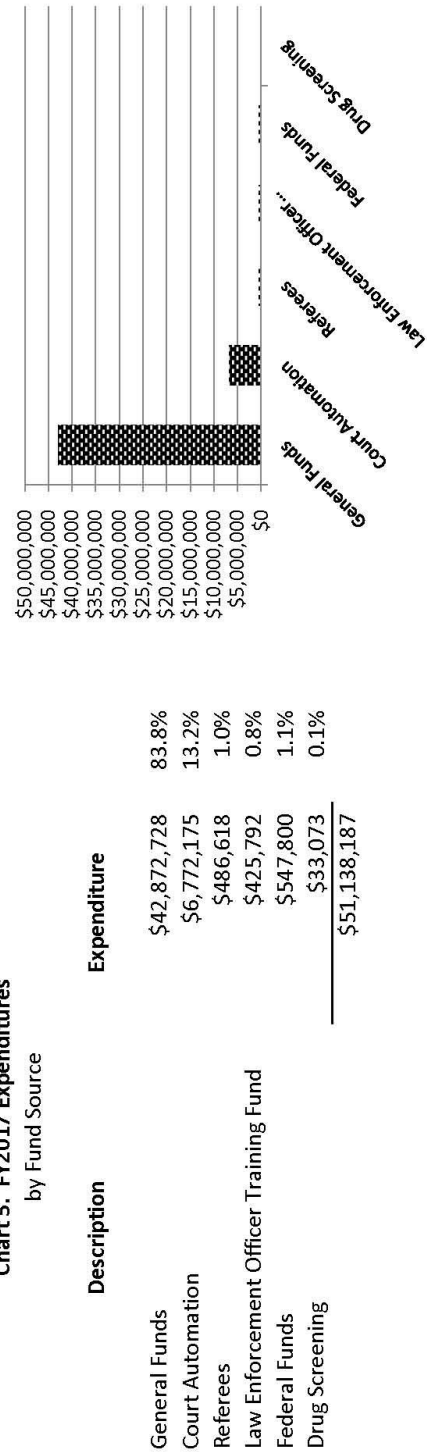 Chart 5. FY2017 Expenditures
by Fund Source
Description Expenditure
General Funds $42,872,728 83.8%
Court Automation $6,772,175 13.2%
Referees $486,618 1.0%
Law Enforcement Officer Training Fund $425,792 0.8%
Federal Funds $547,800 1.1%
Drug Screening $33,073 0.1%
$51,138,187
$50,000,000
$45,000,000
$40,000,000
$35,000,000
$30,000,000
$25,000,000
$20,000,000
$15,000,000
$10,000,000
$5,000,000
$0
General Funds
Court Automation
Referees
Law Enforcement Officer...
Federal Funds
Drug Screening